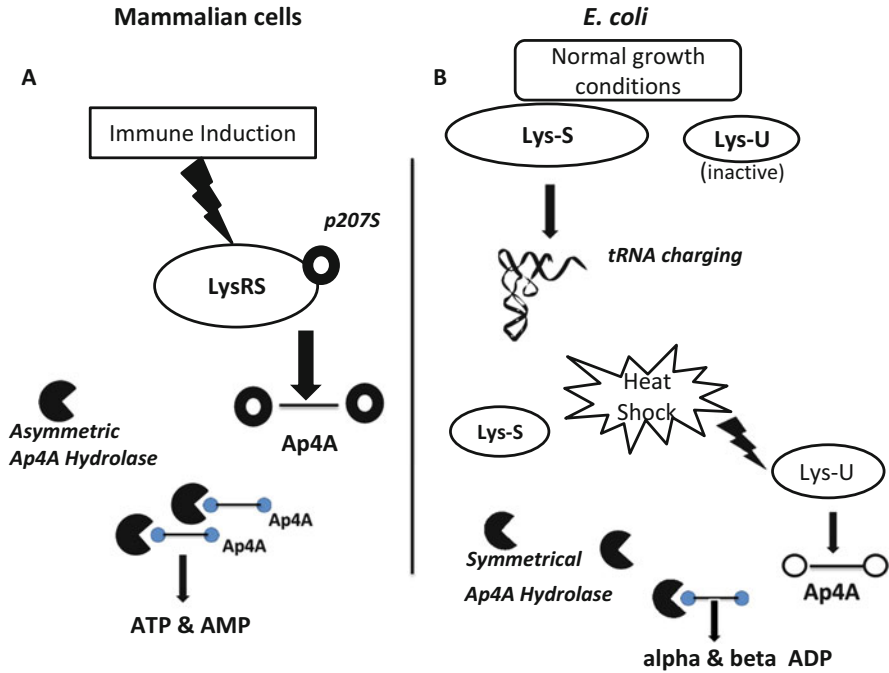 Mammalian cells
A
Immune Induction
p207S
LysRS
Ap4A
Asymmetric
Ap4A Hydrolase
Ap4A
Ap4A
ATP & AMP
E. coli
B
Normal growth
conditions
Lys-S
Lys-U
(inactive)
tRNA charging
Heat
Shock
Lys-S
Lys-U
Symmetrical
Ap4A Hydrolase
Ap4A
alpha & beta ADP